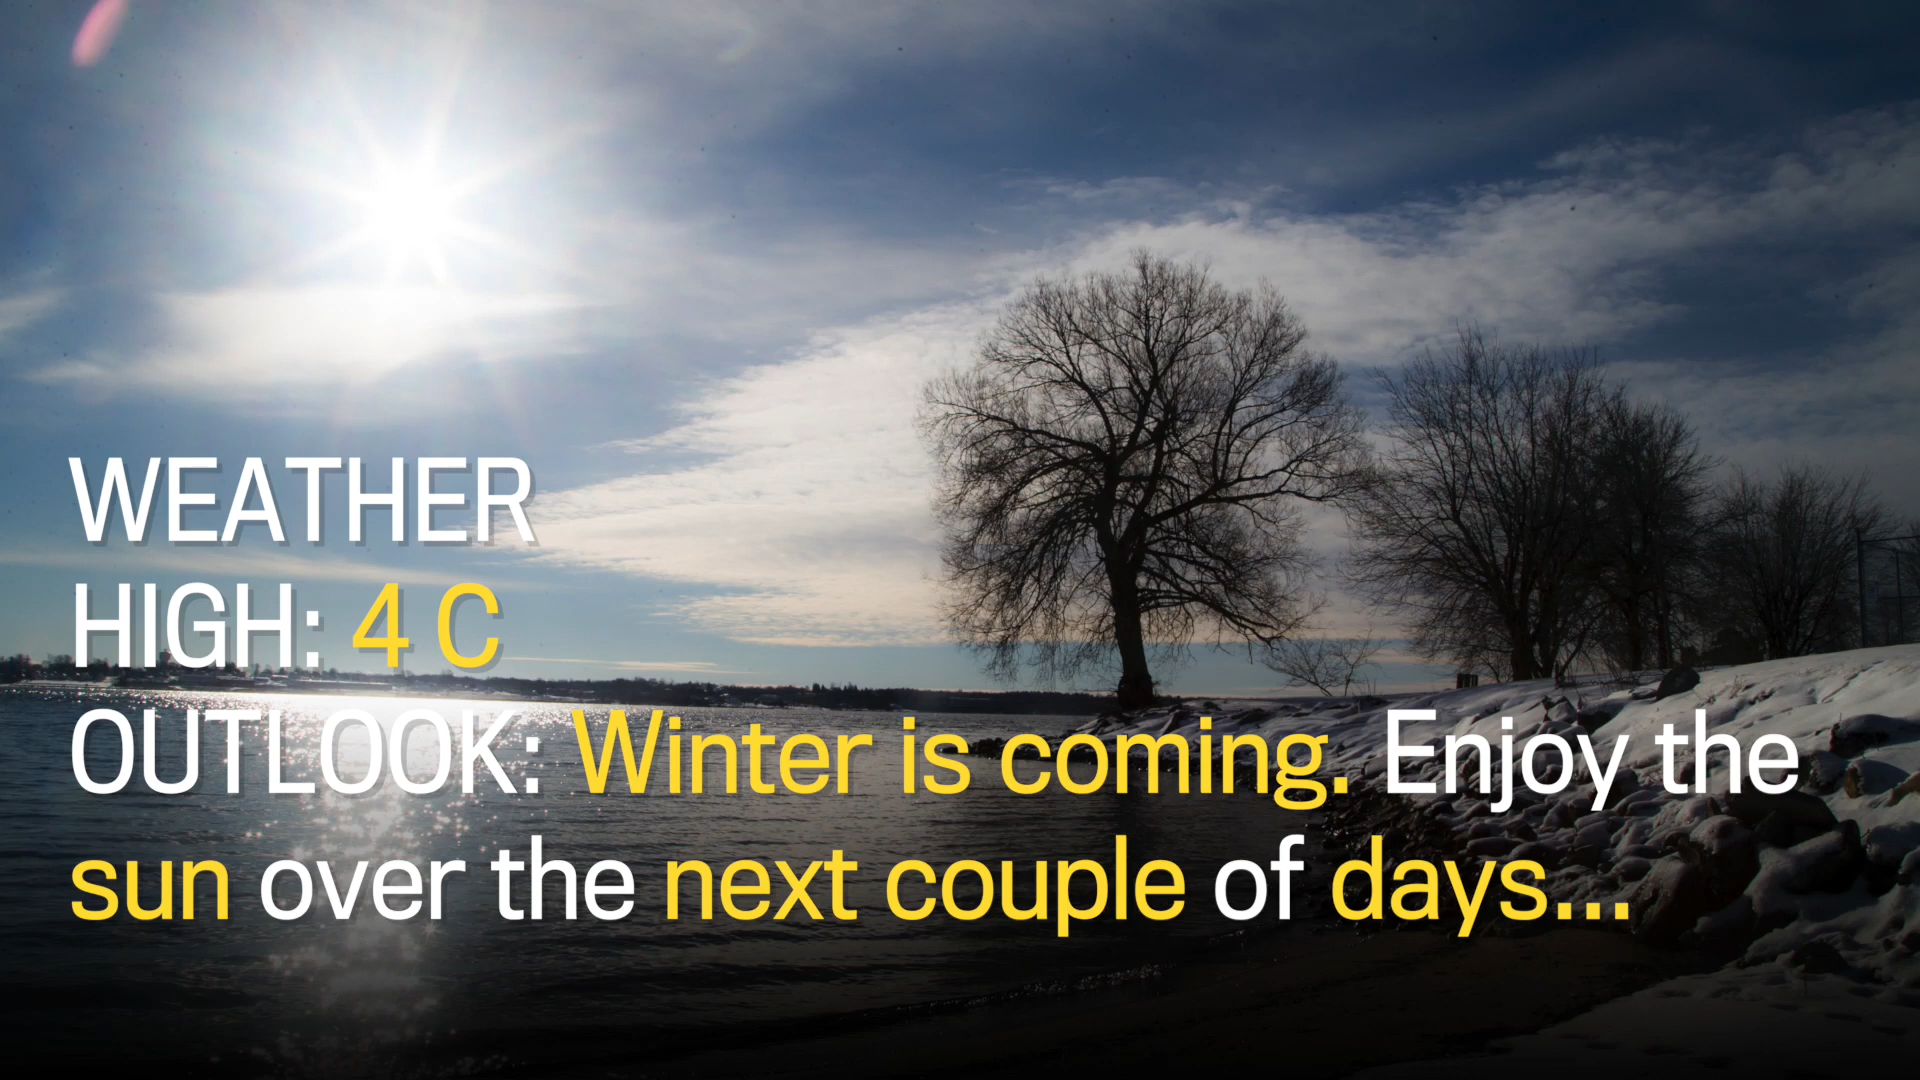 WEATHER
HIGH: 4 C
OUTLOOK: Winter is coming. Enjoy the
sun over the next couple of days...